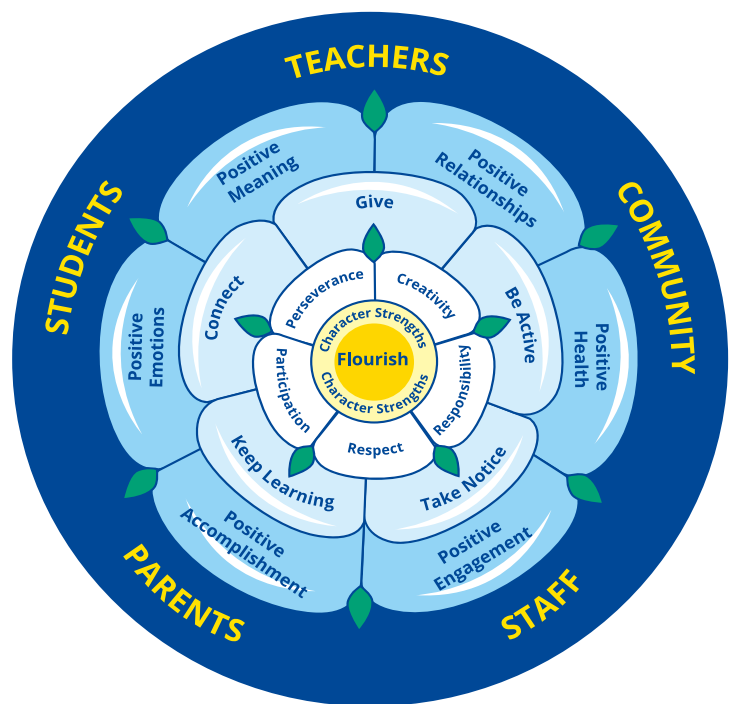 TEACHERS
COMMUNITY
STAFF
PARENTS
STUDENTS
Positive
Meaning
Positive
Relationships
Positive
Health
Positive
Engagement
Positive
Accomplishment
Positive
Emotions
Give
Be Active
Take Notice
Keep Learning
Connect
Perseverance
Creativity
Responsibility
Respect
Participation
Character Strengths
Flourish
Character Strengths